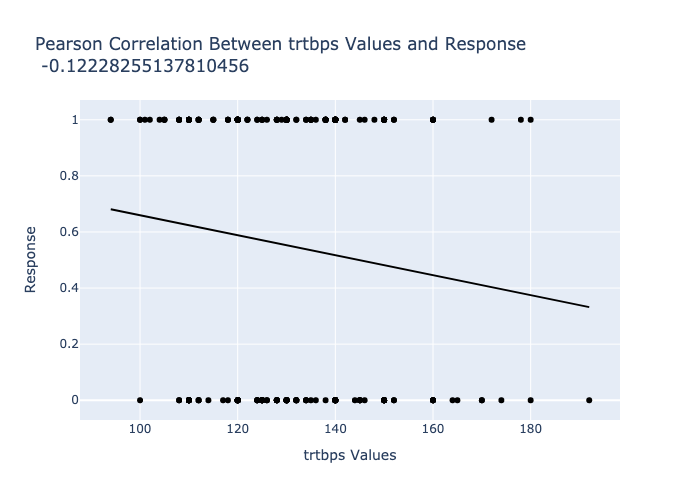 Pearson Correlation Between trtbps Values and Response
-0.12228255137810456
1
0.8
0.6
0.4
0.2
0
Response
100 120 140 160 180
trtbps Values